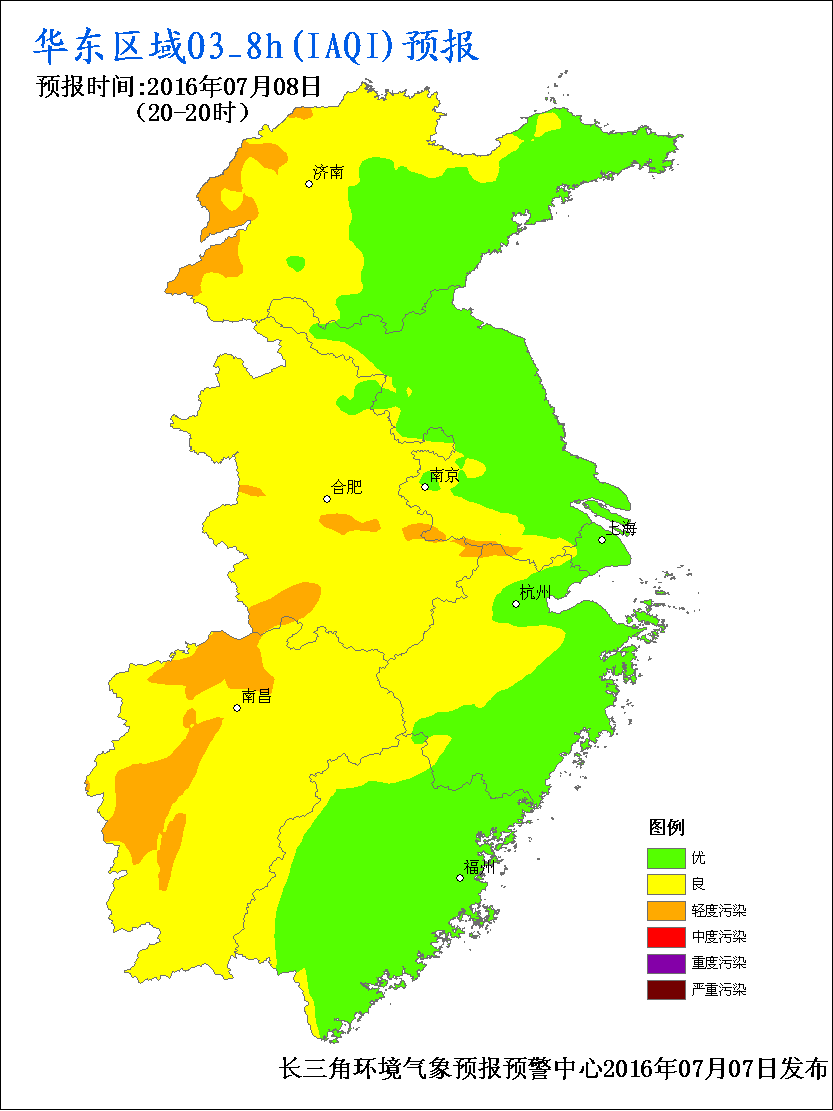 华东区域O3_8h(IAQI)预报
预报时间:2016年07月08日
（20-20时）
济南
南京
合肥
上海
杭州
南昌
福州
图例
优
良
轻度污染
中度污染
重度污染
严重污染
长三角环境气象预报预警中心2016年07月07日发布